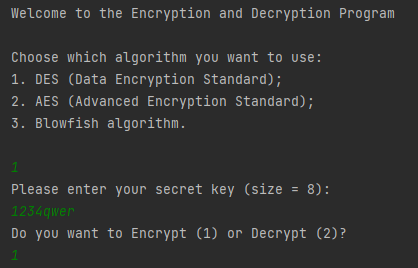 Welcome to the Encryption and Decryption Program
Choose which algorithm you want to use:
1. DES (Data Encryption Standard);
2. AES (Advanced Encryption Standard);
3. Blowfish algorithm.
1
Please enter your secret key (size = 8):
1234qwer
Do you want to Encrypt (1) or Decrypt (2)?
1